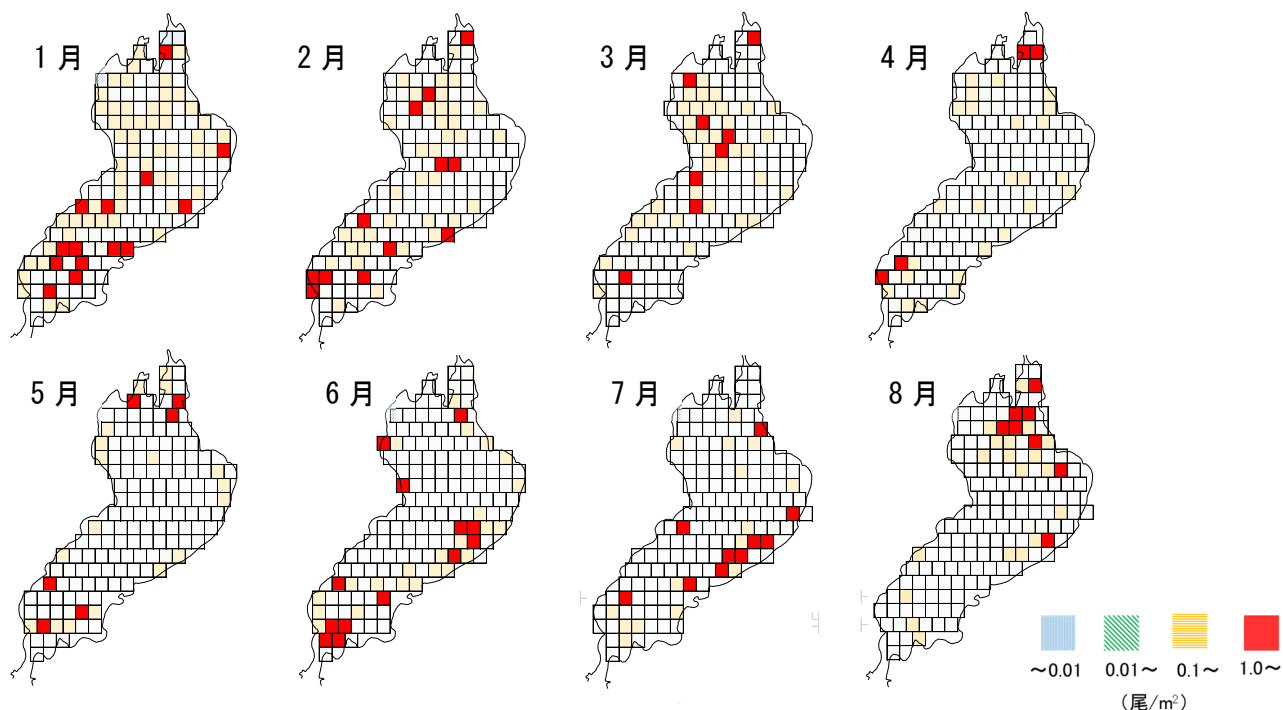 1 月
2 月
3 月
4 月
5 月
6 月
7 月
8 月
～0.01
0.01～
0.1～
1.0～
(尾/m²)